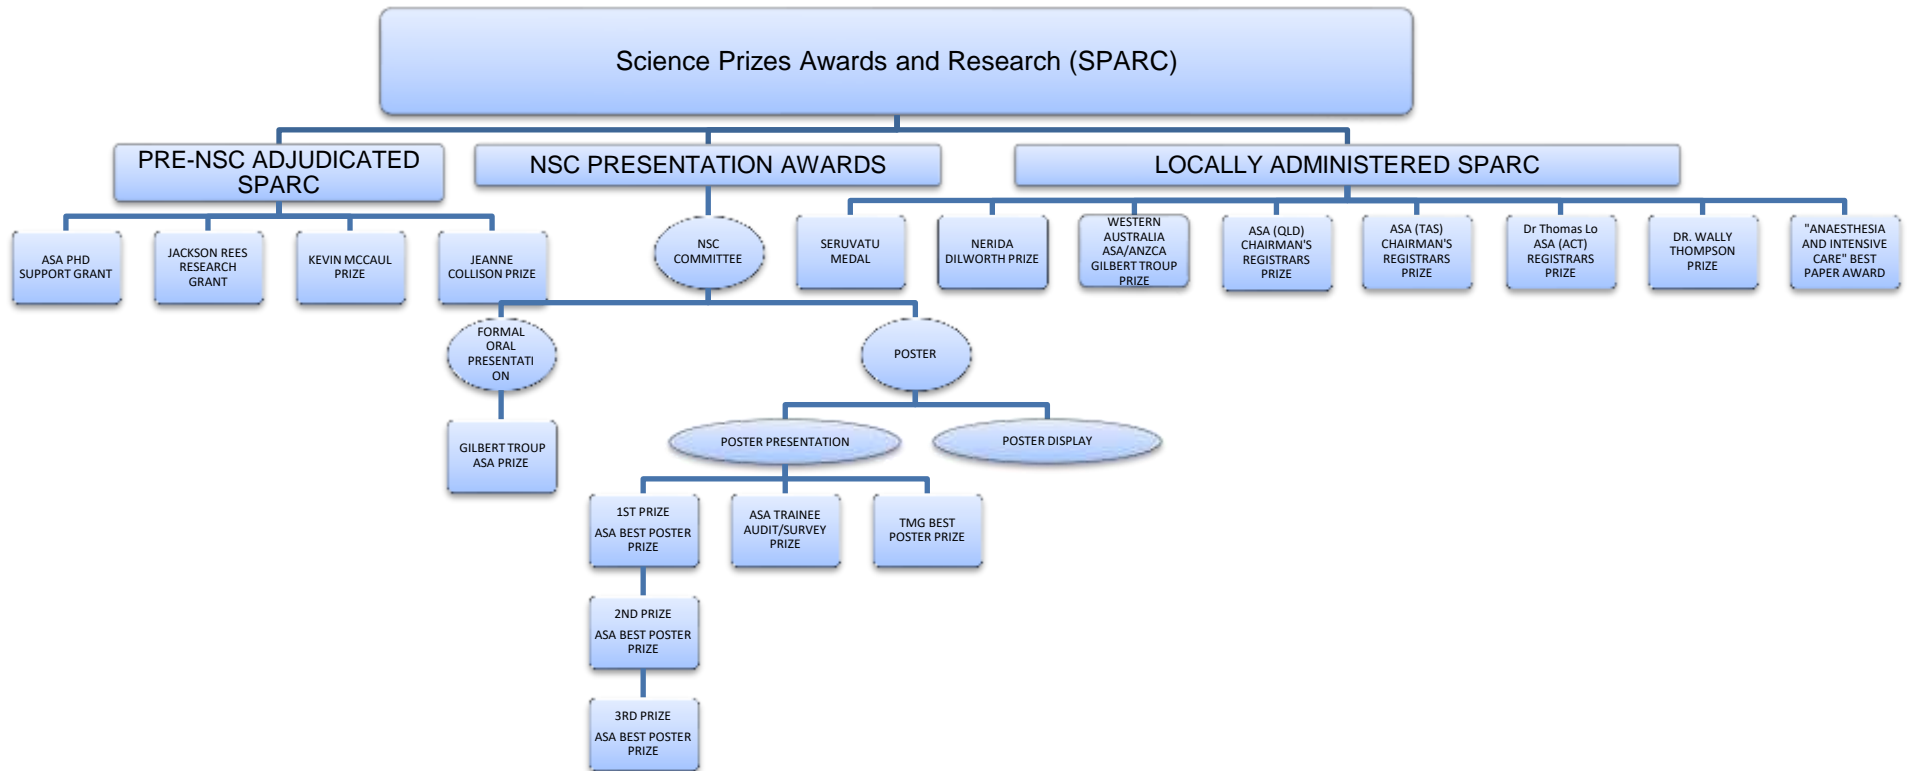 Science Prizes Awards and Research (SPARC)
PRE-NSC ADJUDICATED
SPARC
NSC PRESENTATION AWARDS
LOCALLY ADMINISTERED SPARC
ASA PHD
SUPPORT GRANT
JACKSON REES
RESEARCH
GRANT
KEVIN MCCAUL
PRIZE
JEANNE
COLLISON PRIZE
NSC
COMMITTEE
SERUVATU
MEDAL
NERIDA
DILWORTH PRIZE
WESTERN
AUSTRALIA
ASA/ANZCA
GILBERT TROUP
PRIZE
ASA (QLD)
CHAIRMAN'S
REGISTRARS
PRIZE
ASA (TAS)
CHAIRMAN'S
REGISTRARS
PRIZE
Dr Thomas Lo
ASA (ACT)
REGISTRARS
PRIZE
DR. WALLY
THOMPSON
PRIZE
"ANAESTHESIA
AND INTENSIVE
CARE" BEST
PAPER AWARD
FORMAL
ORAL
PRESENTATI
ON
POSTER
GILBERT TROUP
ASA PRIZE
POSTER PRESENTATION
POSTER DISPLAY
1ST PRIZE
ASA BEST POSTER
PRIZE
ASA TRAINEE
AUDIT/SURVEY
PRIZE
TMG BEST
POSTER PRIZE
2ND PRIZE
ASA BEST POSTER
PRIZE
3RD PRIZE
ASA BEST POSTER
PRIZE